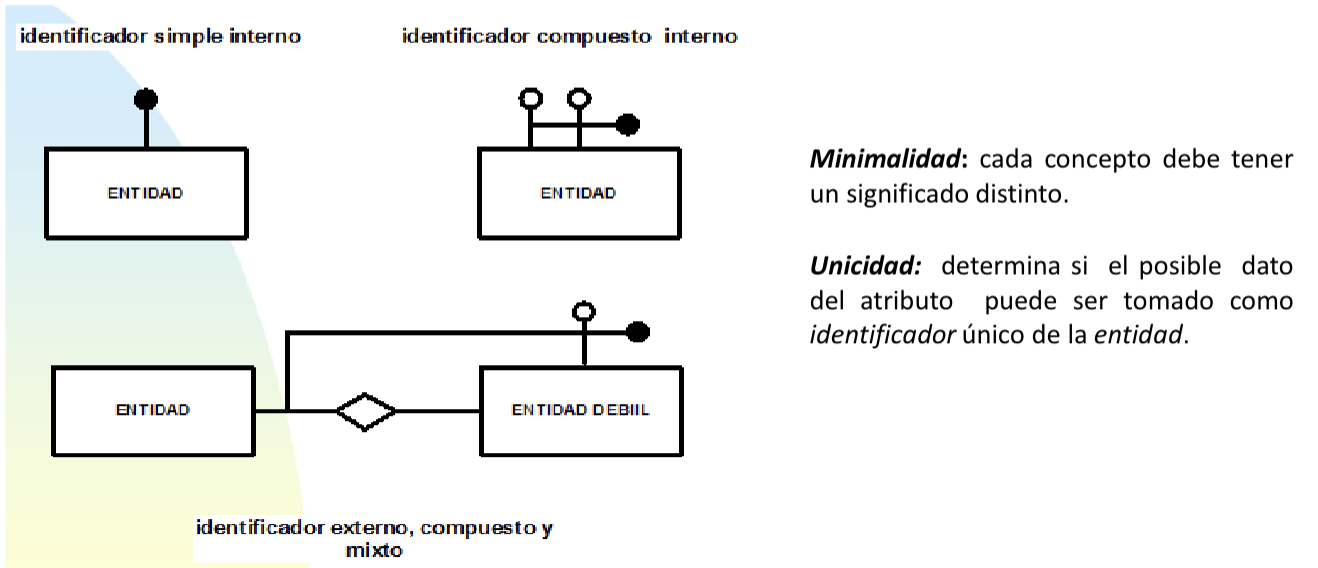 identificador simple interno
identificador compuesto interno
ENTIDAD
ENTIDAD
Minimalidad: cada concepto debe tener
un significado distinto.
Unicidad: determina si el posible dato
del atributo puede ser tomado como
identificador único de la entidad.
ENTIDAD
ENTIDAD DEBIIL
identificador externo, compuesto y
mixto